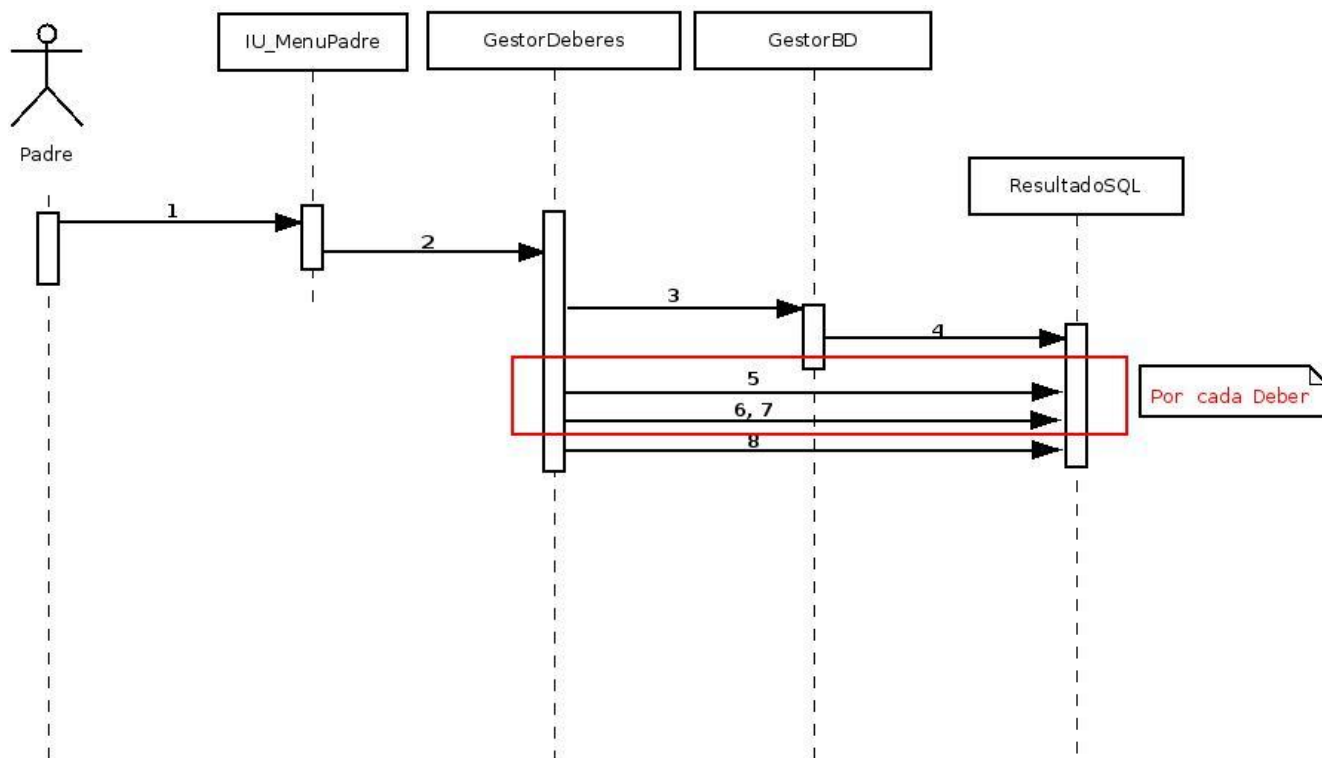 IU_MenuPadre
GestorDeberes
GestorBD
Padre
ResultadoSQL
1
2
3
4
5
6, 7
8
Por cada Deber